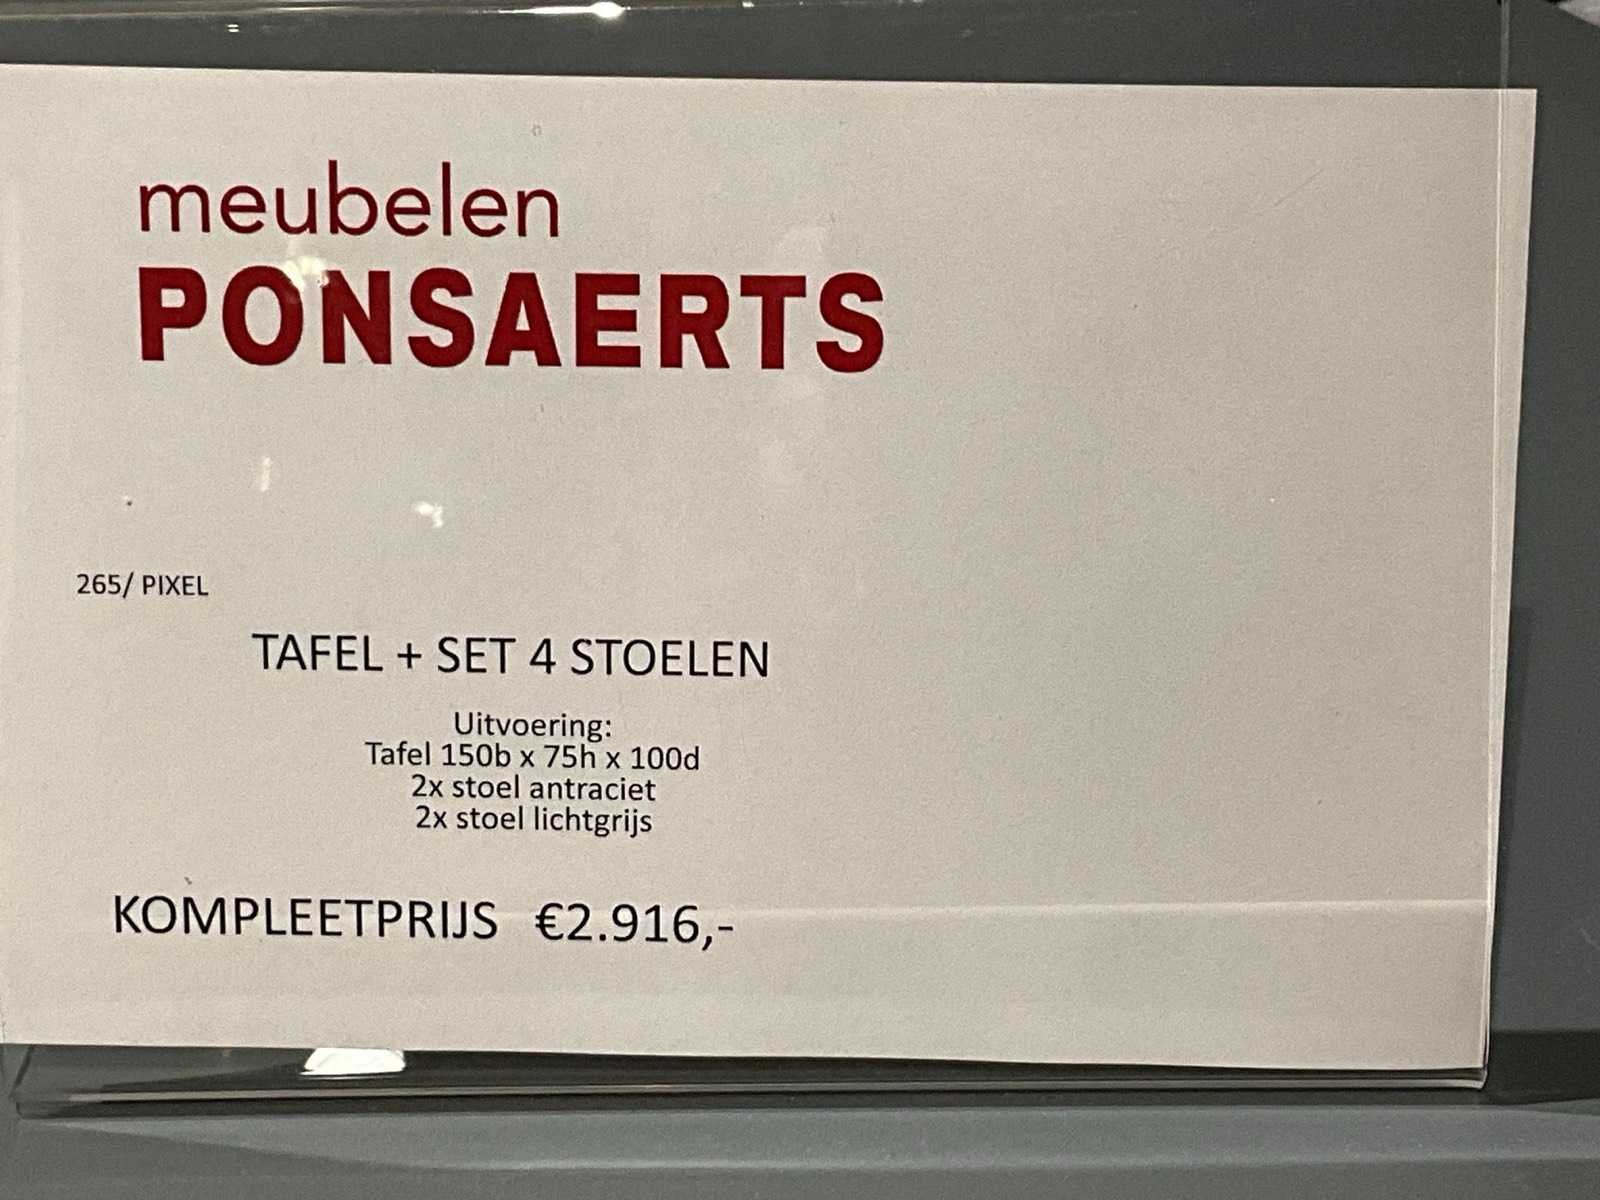 meubelen
PONSAERTS
265/ PIXEL
TAFEL + SET 4 STOELEN
Uitvoering:
Tafel 150b x 75h x 100d
2x stoel antraciet
2x stoel lichtgrijs
KOMPLEETPRIJS €2.916,-